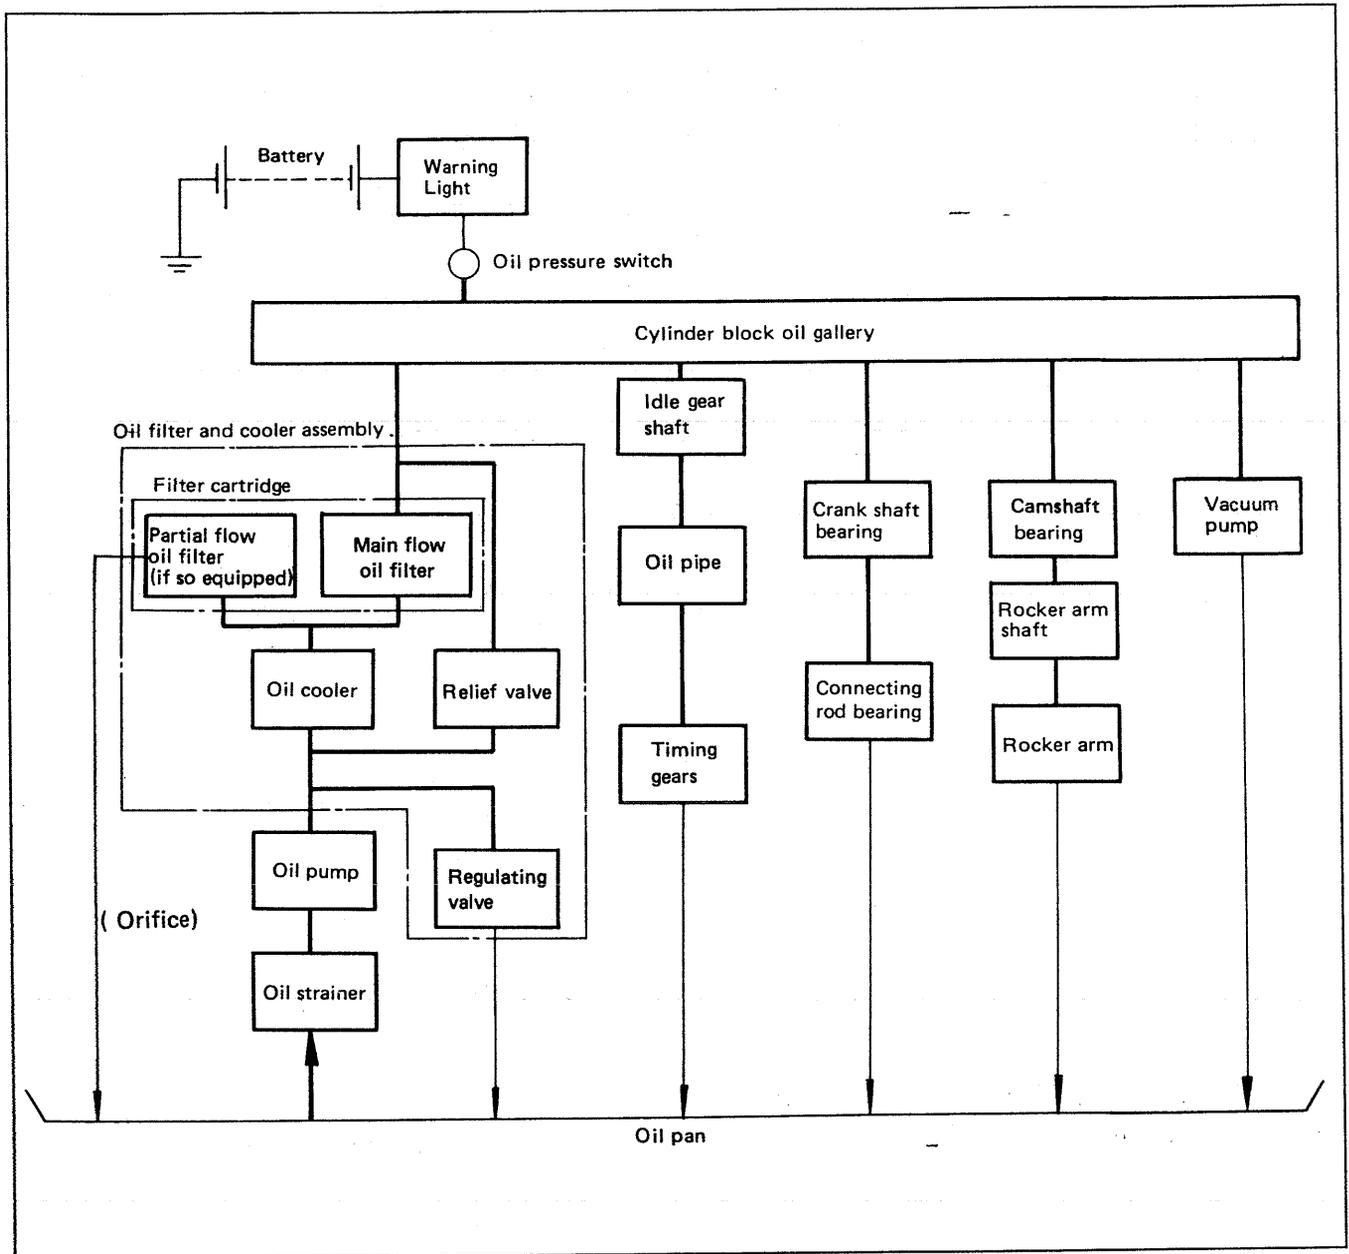 Battery
Warning
Light
Oil pressure switch
Cylinder block oil gallery
Idle gear
shaft
Oil filter and cooler assembly.
Filter cartridge
Partial flow
oil filter
(if so equipped)
Main flow
oil filter
Crank shaft
bearing
Camshaft
bearing
Vacuum
pump
Oil pipe
Rocker arm
shaft
Oil cooler
Relief valve
Connecting
rod bearing
Rocker arm
Timing
gears
Oil pump
Regulating
valve
( Orifice)
Oil strainer
Oil pan